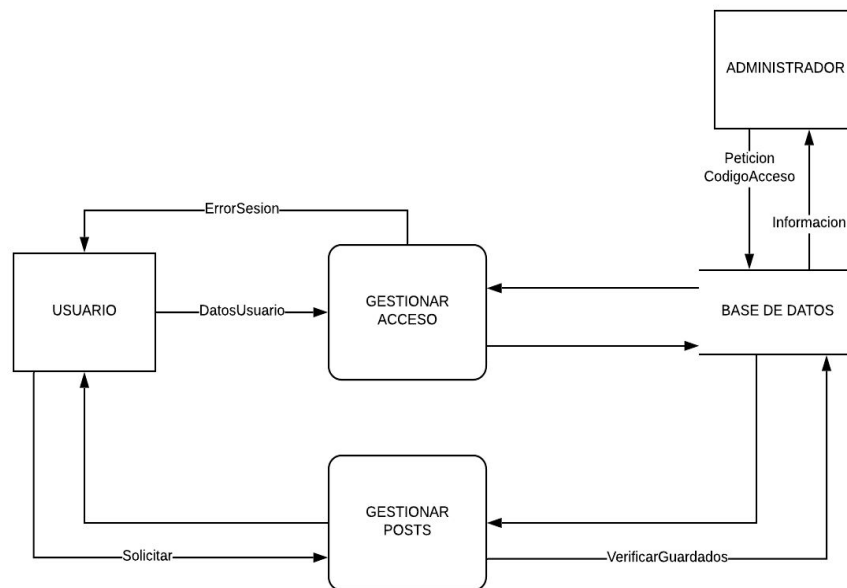 ADMINISTRADOR
Peticion
CodigoAcceso
Informacion
ErrorSesion
USUARIO
DatosUsuario
GESTIONAR
ACCESO
BASE DE DATOS
GESTIONAR
POSTS
Solicitar
VerificarGuardados